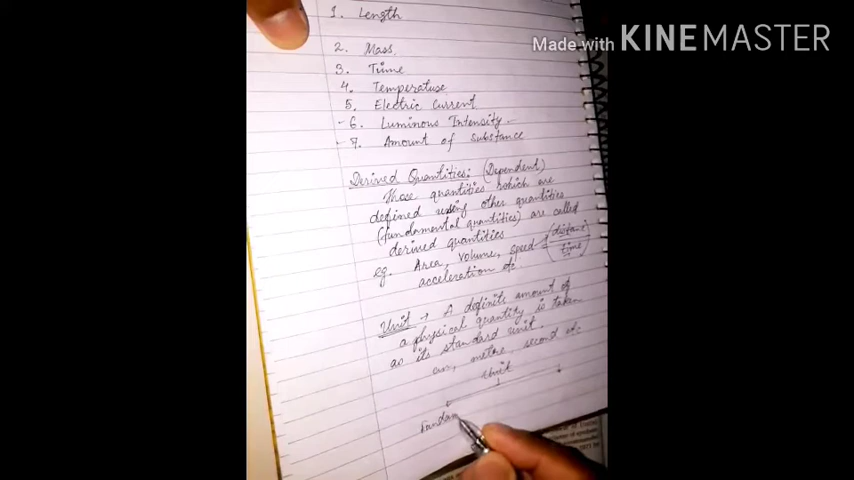 Made with KINEMASTER
1. Length
2. Mass
3. Time
4. Temperature
5. Electric Current
6. Luminous Intensity
7. Amount of substance
Derived Quantities: (Dependent)
Those quantities which are
defined using other quantities
(fundamental quantities) are called
derived quantities
eg. Area, volume, speed = (distance/time)
acceleration etc
Unit → A definite amount of
a physical quantity is taken
as its standard unit.
cm, metre, second etc
Unit
Fundam